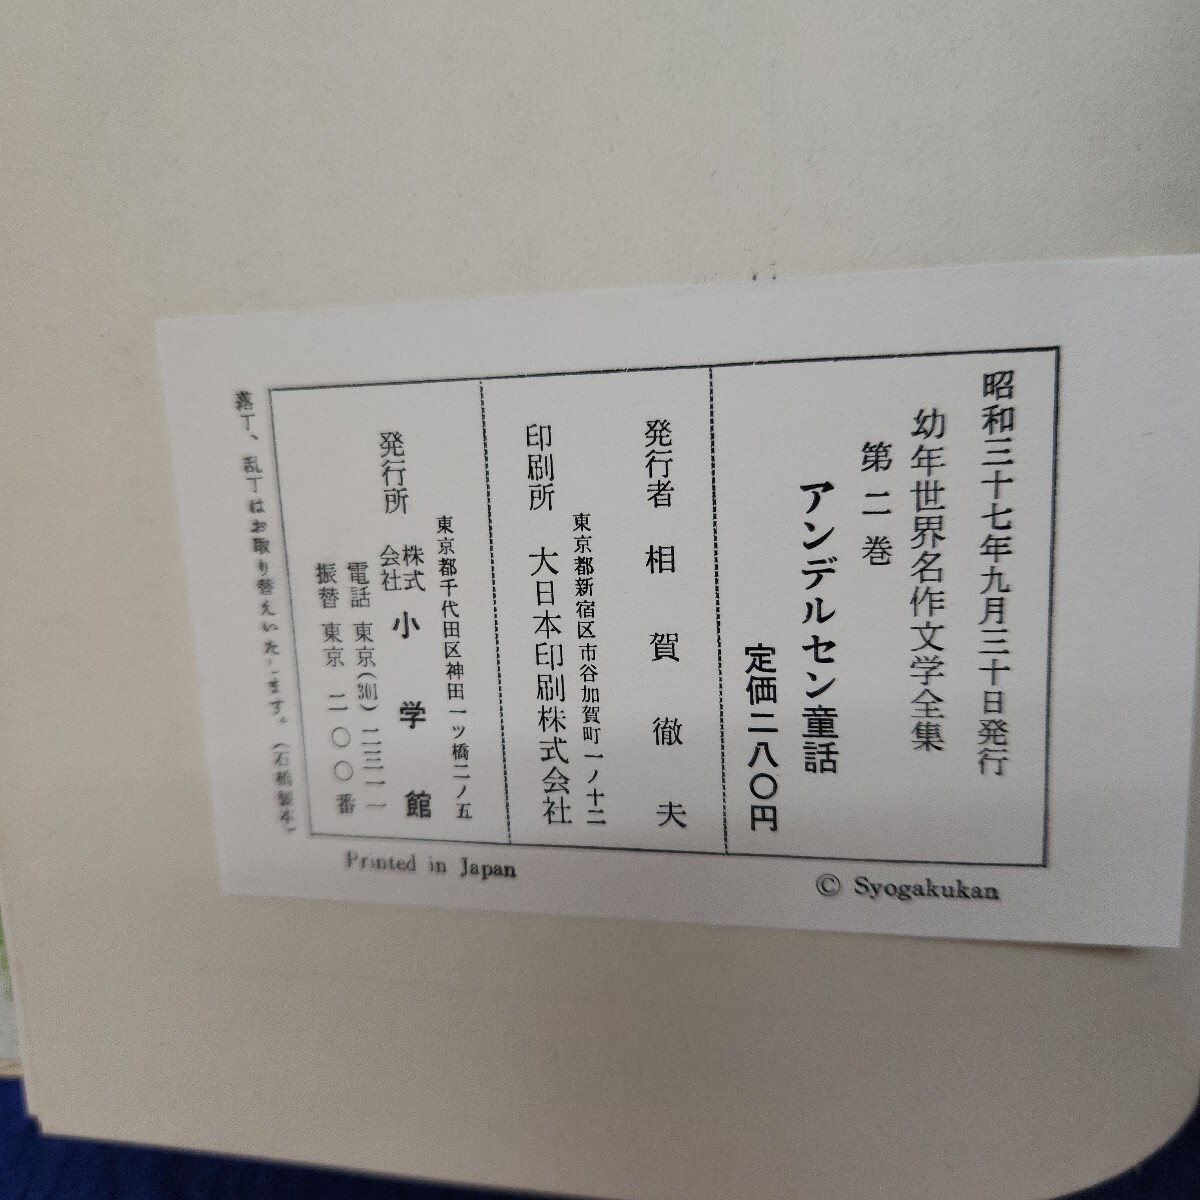 昭和三十七年九月三十日発行
幼年世界名作文学全集
第二巻
アンデルセン童話
定価二八〇円
発行者 相賀徹夫
東京都新宿区市谷加賀町一ノ十二
印刷所 大日本印刷株式会社
東京都千代田区神田一ツ橋二ノ五
発行所 株式会社 小学館
電話 東京(301)二三一一
振替 東京 二〇〇番
落丁、乱丁はお取り替えいたします。(石橋製本)
Printed in Japan
© Syogakukan